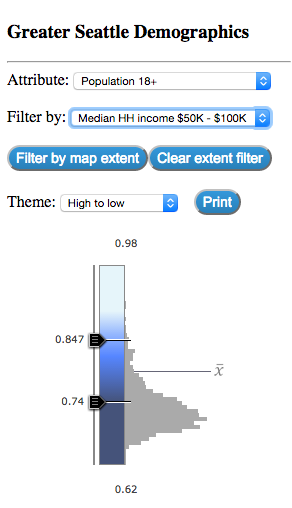 Greater Seattle Demographics
Attribute: Population 18+
Filter by: Median HH income $50K - $100K
Filter by map extent Clear extent filter
Theme: High to low Print
0.98
0.847
x̄
0.74
0.62